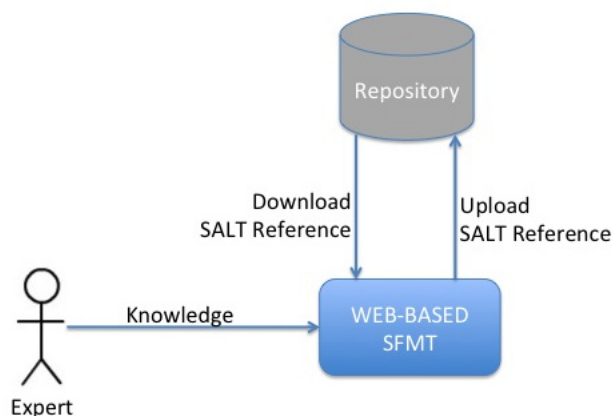 Repository
Download
SALT Reference
Upload
SALT Reference
Knowledge
WEB-BASED
SFMT
Expert